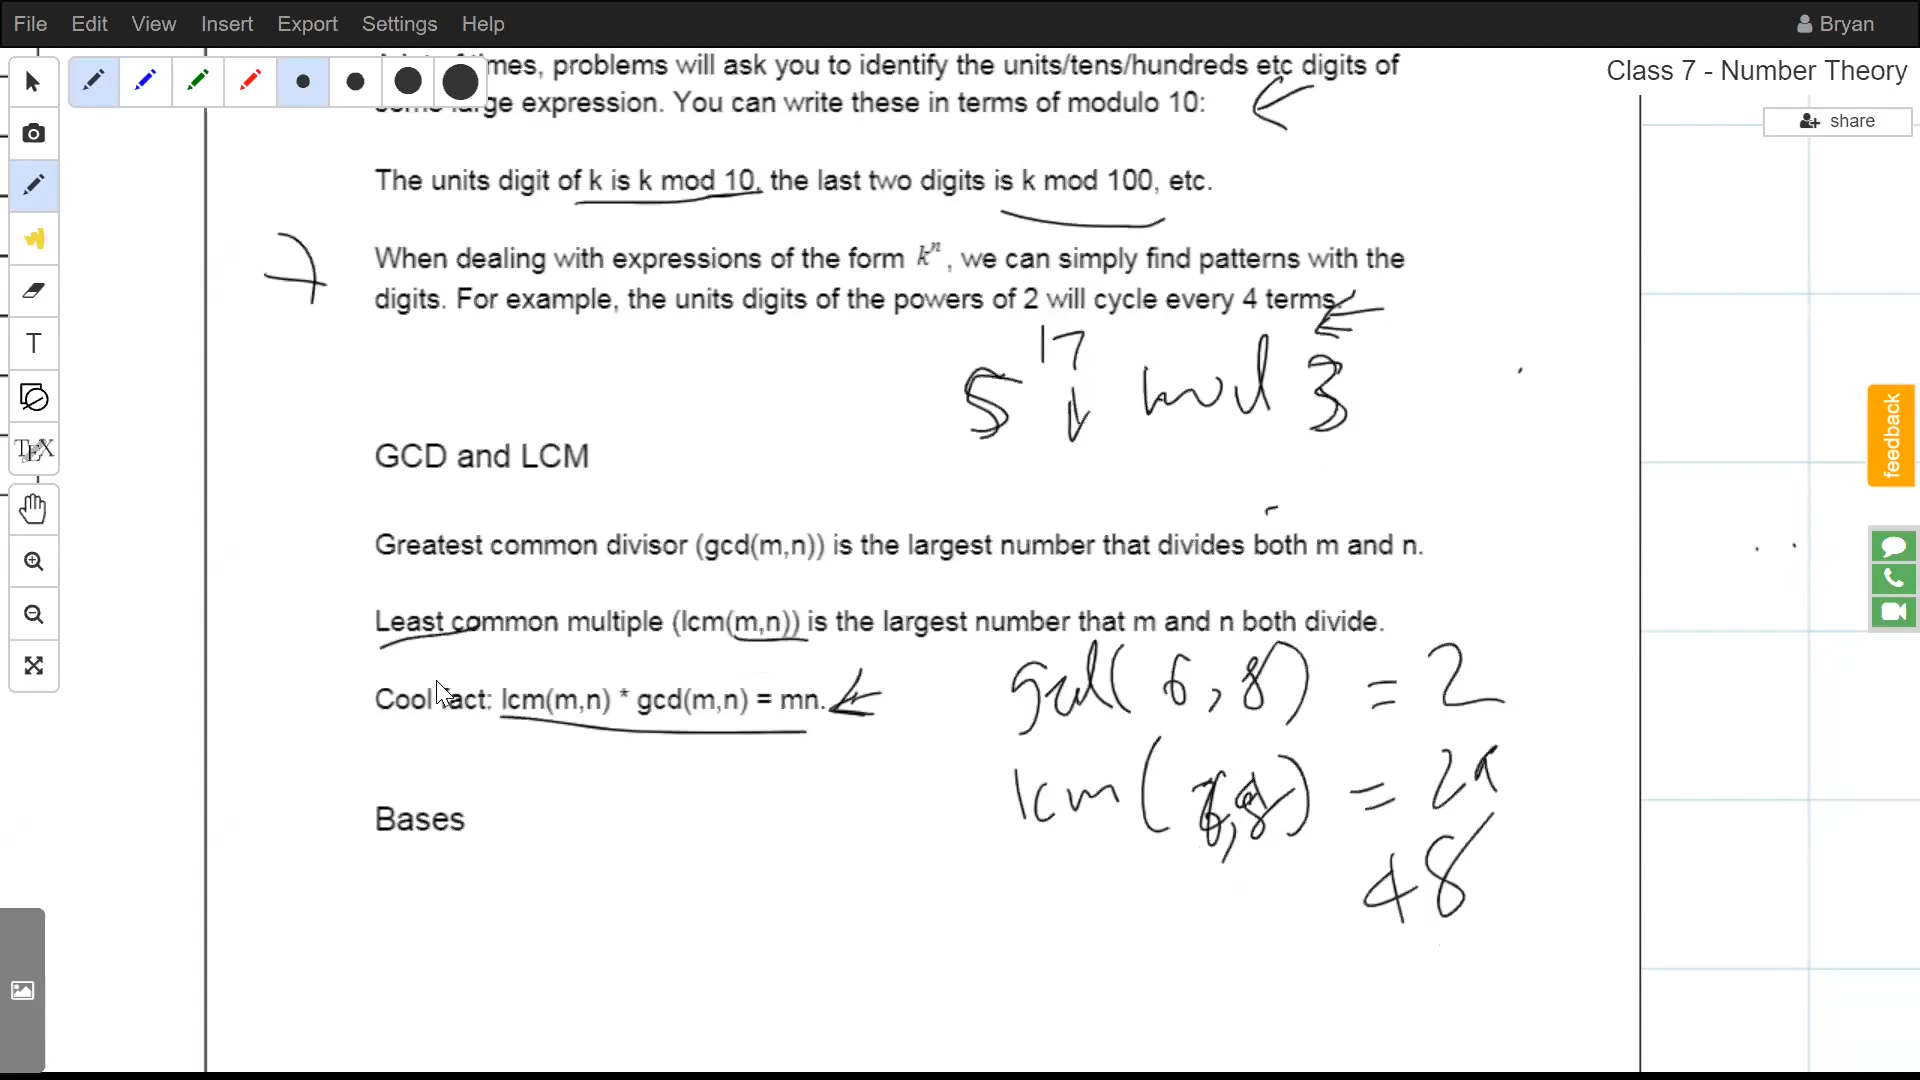 File Edit View Insert Export Settings Help Bryan
Class 7 - Number Theory
share
mes, problems will ask you to identify the units/tens/hundreds etc digits of
some large expression. You can write these in terms of modulo 10:
The units digit of k is k mod 10, the last two digits is k mod 100, etc.
When dealing with expressions of the form kⁿ, we can simply find patterns with the
digits. For example, the units digits of the powers of 2 will cycle every 4 terms.
5¹⁷ mod 3
T
TEX
feedback
GCD and LCM
Greatest common divisor (gcd(m,n)) is the largest number that divides both m and n.
Least common multiple (lcm(m,n)) is the largest number that m and n both divide.
gcd(6,8) = 2
Cool fact: lcm(m,n) * gcd(m,n) = mn.
lcm(6,8) = 24
Bases
48